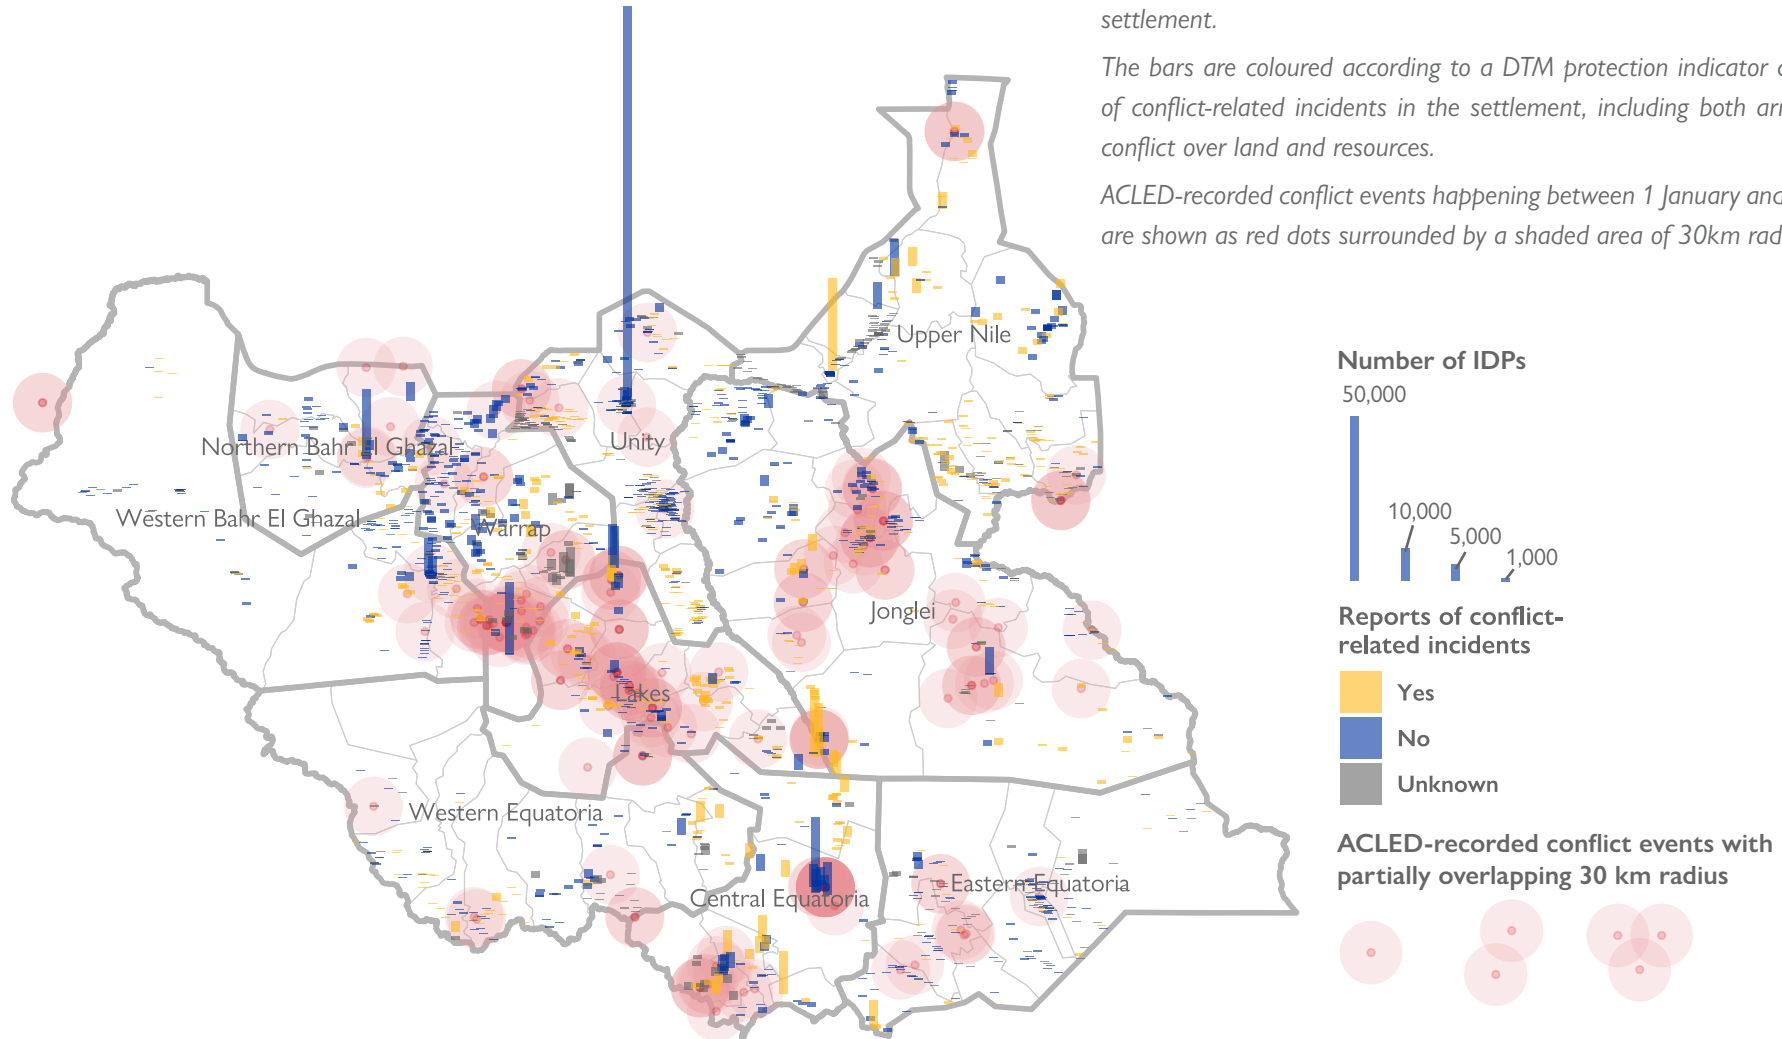 settlement.
The bars are coloured according to a DTM protection indicator
of conflict-related incidents in the settlement, including both
conflict over land and resources.
ACLED-recorded conflict events happening between 1 January and
are shown as red dots surrounded by a shaded area of 30km
Upper Nile
Number of IDPs
50,000
10,000
5,000
1,000
Northern Bahr El Ghazal
Unity
Western Bahr El Ghazal
Warrap
Jonglei
Reports of conflict-
related incidents
Yes
No
Unknown
Lakes
Western Equatoria
Central Equatoria
Eastern Equatoria
ACLED-recorded conflict events with
partially overlapping 30 km radius